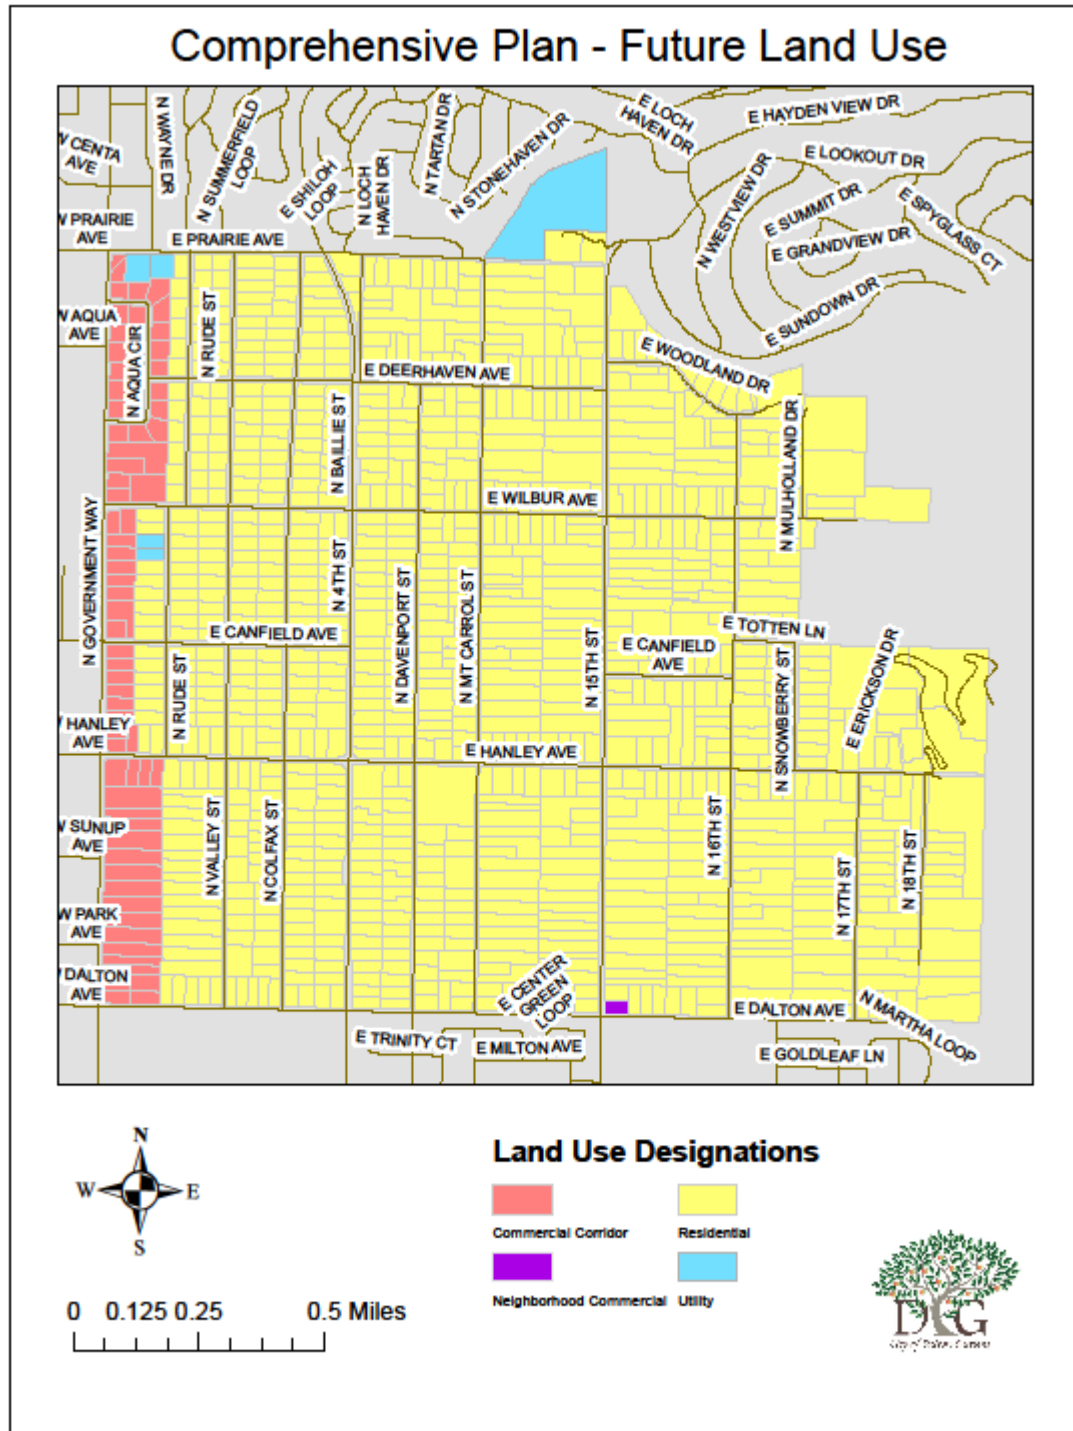 Comprehensive Plan - Future Land Use
W CENTA
AVE
N WAYNE DR
N SUMMERFIELD
LOOP
E SHILOH
LOOP
N LOCH
HAVEN DR
N TARTAN DR
N STONEHAVEN DR
E LOCH
HAVEN DR
E HAYDEN VIEW DR
E LOOKOUT DR
N WESTVIEW DR
E SUMMIT DR
E SPYGLASS CT
E GRANDVIEW DR
E SUNDOWN DR
W PRAIRIE
AVE
E PRAIRIE AVE
W AQUA
AVE
N AQUA CIR
N RUDE ST
E DEERHAVEN AVE
E WOODLAND DR
N BAILLIE ST
N MULHOLLAND DR
E WILBUR AVE
N GOVERNMENT WAY
N 4TH ST
N DAVENPORT ST
N MT CARROL ST
N 15TH ST
E CANFIELD AVE
E CANFIELD
AVE
E TOTTEN LN
N SNOWBERRY ST
E ERICKSON DR
N RUDE ST
W HANLEY
AVE
E HANLEY AVE
W SUNUP
AVE
N VALLEY ST
N COLFAX ST
N 16TH ST
N 17TH ST
N 18TH ST
W PARK
AVE
W DALTON
AVE
E CENTER
GREEN
LOOP
E DALTON AVE
N MARTHA LOOP
E TRINITY CT
E MILTON AVE
E GOLDLEAF LN
N
W
E
S
0 0.125 0.25 0.5 Miles
Land Use Designations
Commercial Corridor
Residential
Neighborhood Commercial
Utility
DG
City of Dalton Gardens